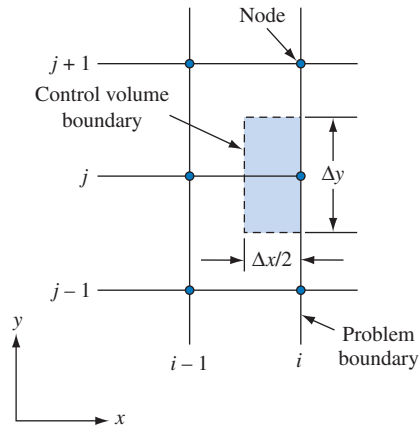 Node
j + 1
Control volume
boundary
j
Δy
Δx/2
j − 1
y
Problem
boundary
i − 1
i
x